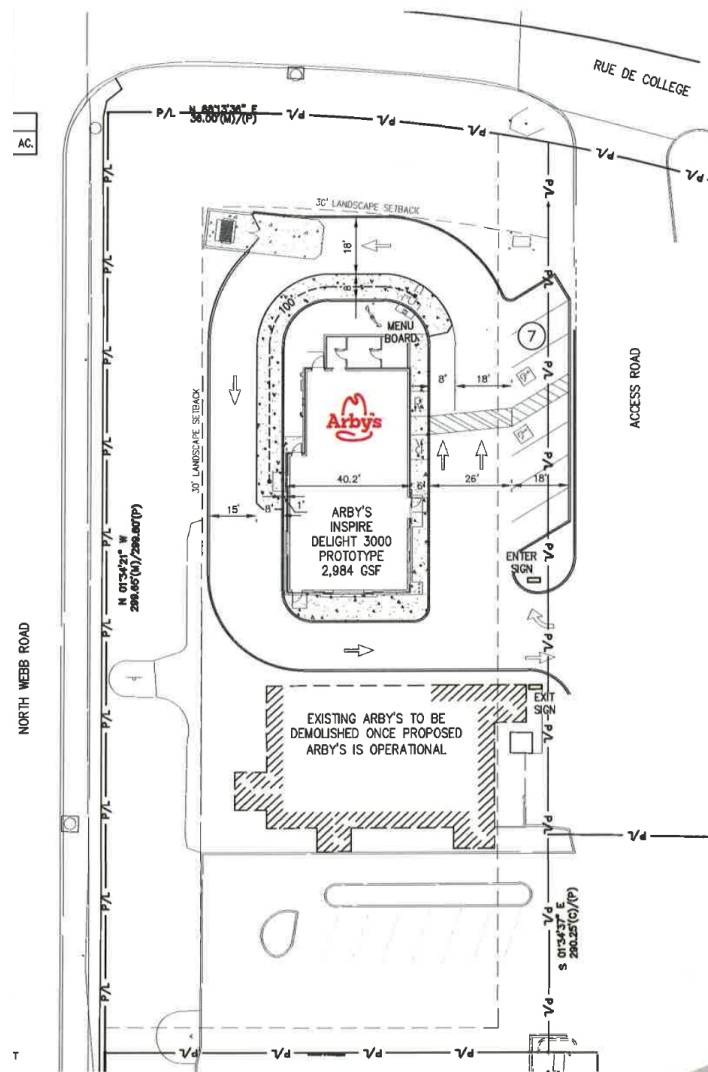 RUE DE COLLEGE
AC.
P/L
N 88°13'36" E
36.00'(M)/(P)
P/L
P/L
P/L
P/L
P/L
P/L
P/L
P/L
30' LANDSCAPE SETBACK
18'
8'
100'
MENU
BOARD
7
8'
18'
Arby's
ACCESS ROAD
30' LANDSCAPE SETBACK
40.2'
6'
26'
18'
15'
8'
1'
ARBY'S
INSPIRE
DELIGHT 3000
PROTOTYPE
2,984 GSF
ENTER
SIGN
N 01°34'21" W
299.65'(M)/299.60'(P)
NORTH WEBB ROAD
EXIT
SIGN
EXISTING ARBY'S TO BE
DEMOLISHED ONCE PROPOSED
ARBY'S IS OPERATIONAL
P/L
P/L
P/L
S 01°34'37" E
290.25'(C)/(P)
P/L
P/L
P/L
P/L
P/L
T